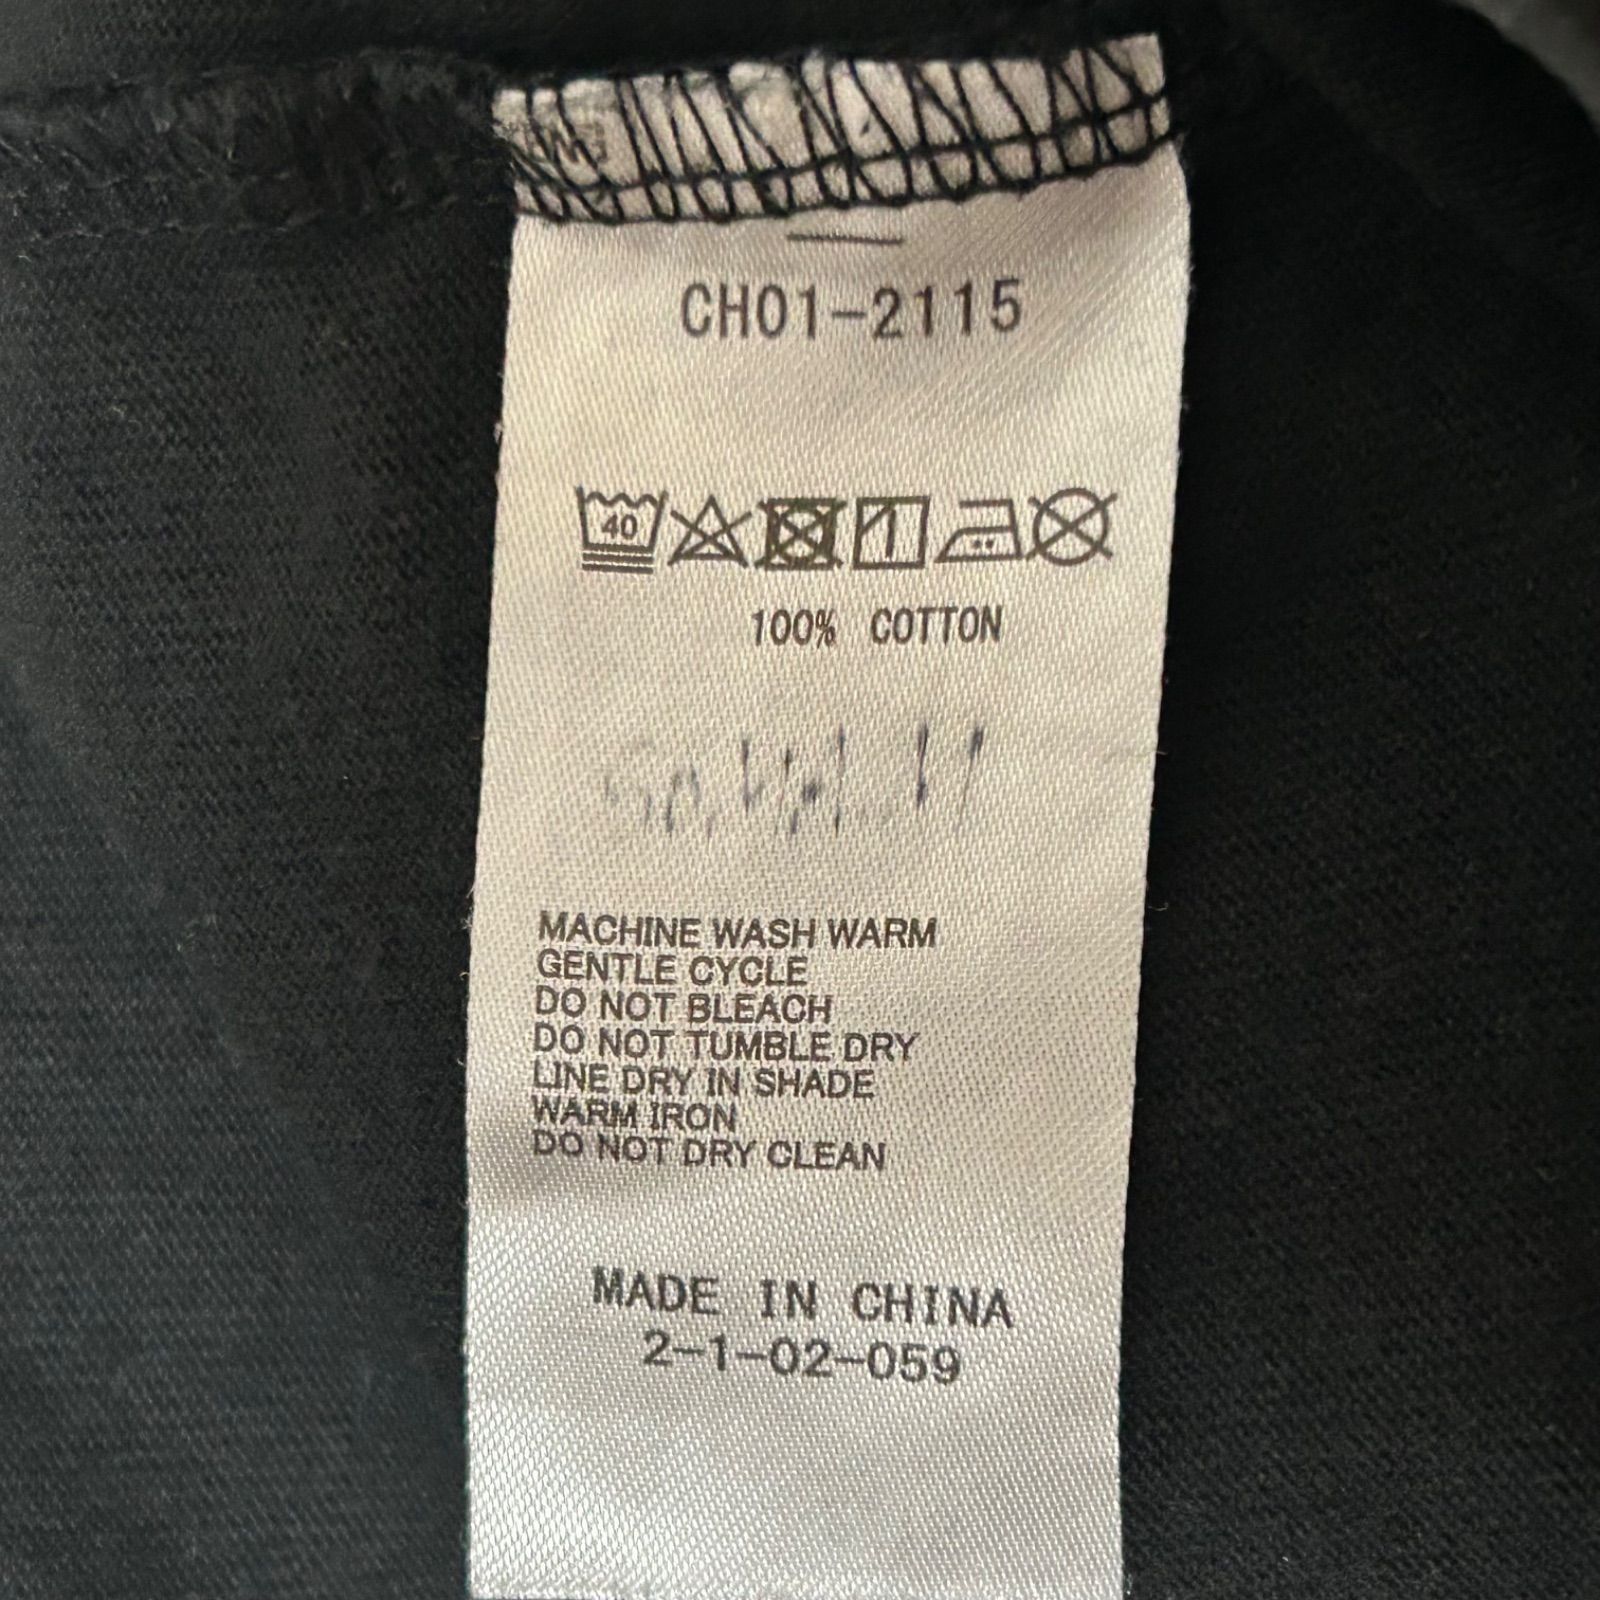 CH01-2115
40
100% COTTON
MACHINE WASH WARM
GENTLE CYCLE
DO NOT BLEACH
DO NOT TUMBLE DRY
LINE DRY IN SHADE
WARM IRON
DO NOT DRY CLEAN
MADE IN CHINA
2-1-02-059